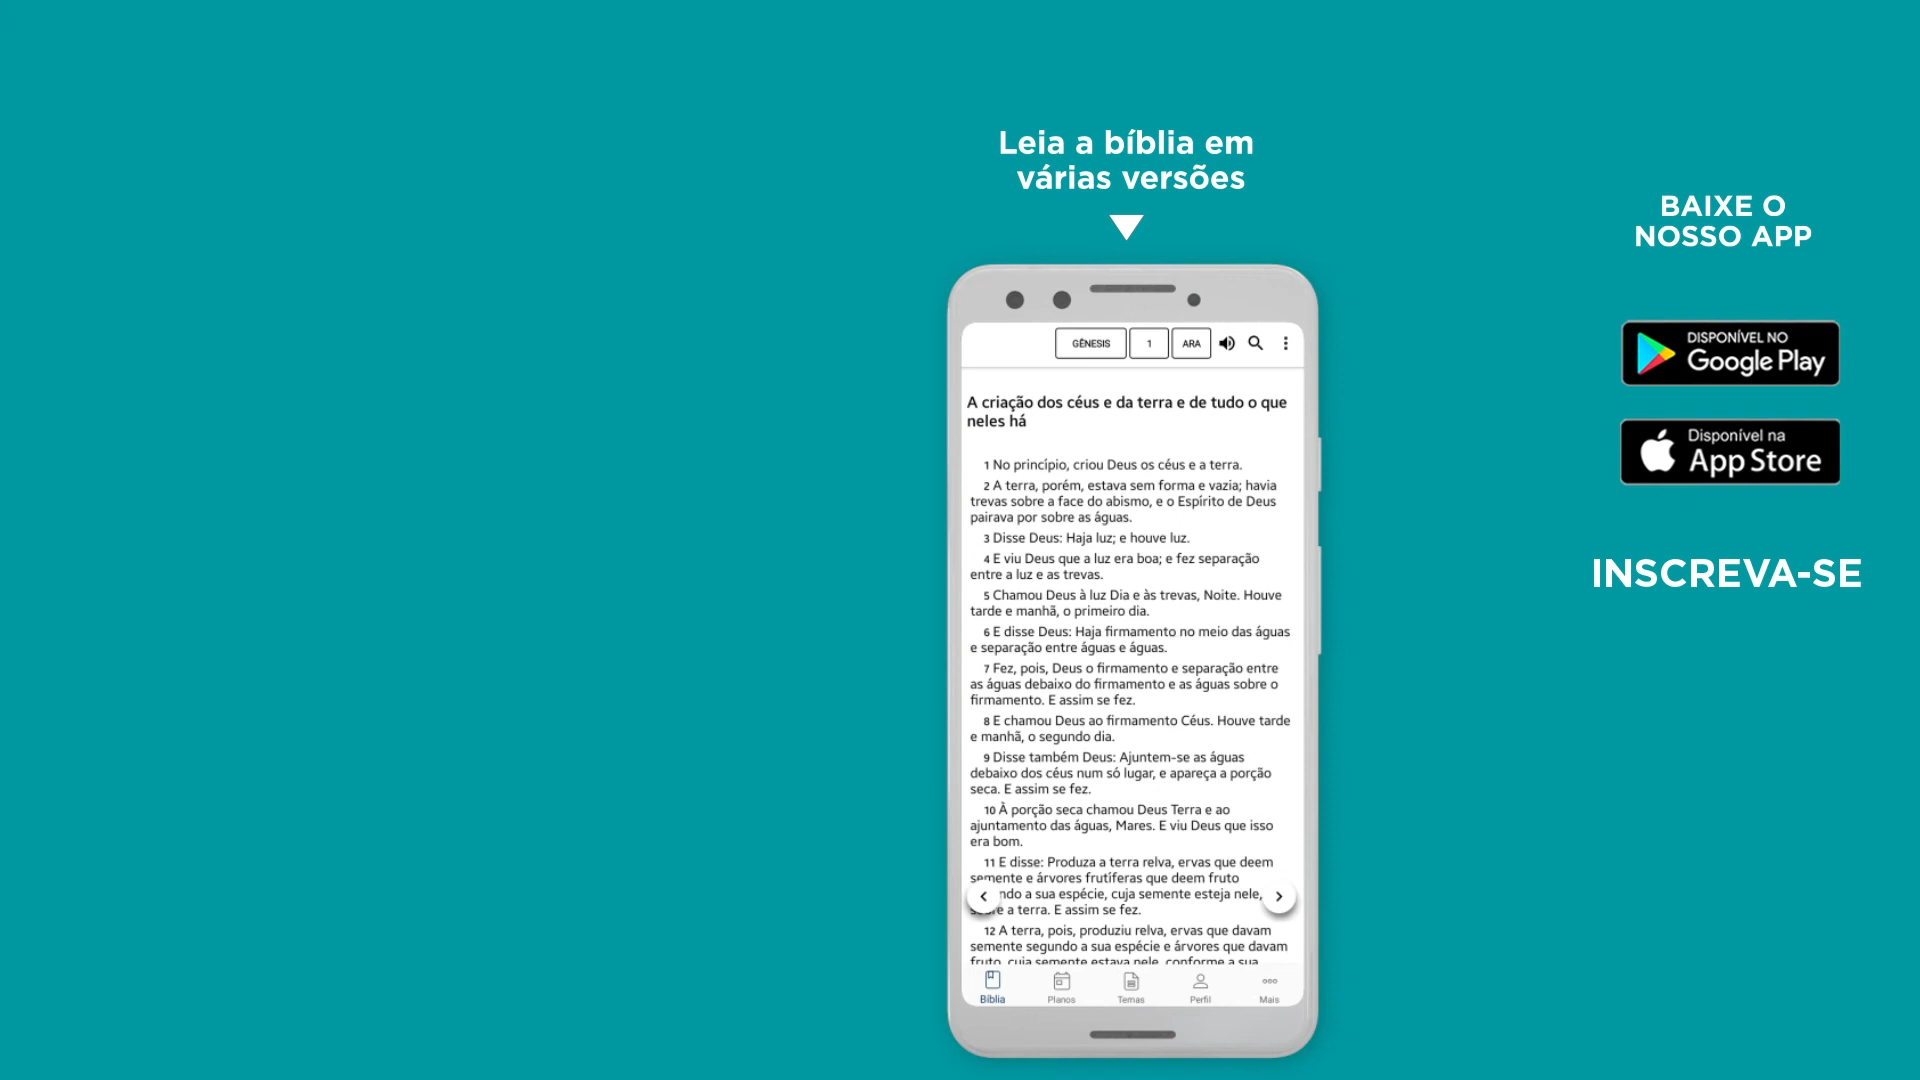 Leia a bíblia em
várias versões
BAIXE O
NOSSO APP
DISPONÍVEL NO
Google Play
Disponível na
App Store
INSCREVA-SE
GÊNESIS 1 ARA
A criação dos céus e da terra e de tudo o que
neles há
1 No princípio, criou Deus os céus e a terra.
2 A terra, porém, estava sem forma e vazia; havia
trevas sobre a face do abismo, e o Espírito de Deus
pairava por sobre as águas.
3 Disse Deus: Haja luz; e houve luz.
4 E viu Deus que a luz era boa; e fez separação
entre a luz e as trevas.
5 Chamou Deus à luz Dia e às trevas, Noite. Houve
tarde e manhã, o primeiro dia.
6 E disse Deus: Haja firmamento no meio das águas
e separação entre águas e águas.
7 Fez, pois, Deus o firmamento e separação entre
as águas debaixo do firmamento e as águas sobre o
firmamento. E assim se fez.
8 E chamou Deus ao firmamento Céus. Houve tarde
e manhã, o segundo dia.
9 Disse também Deus: Ajuntem-se as águas
debaixo dos céus num só lugar, e apareça a porção
seca. E assim se fez.
10 À porção seca chamou Deus Terra e ao
ajuntamento das águas, Mares. E viu Deus que isso
era bom.
11 E disse: Produza a terra relva, ervas que deem
semente e árvores frutíferas que deem fruto
a sua espécie, cuja semente esteja nele,
a terra. E assim se fez.
12 A terra, pois, produziu relva, ervas que davam
semente segundo a sua espécie e árvores que davam
fruto, cuja semente estava nele, conforme a sua
Bíblia Planos Temas Perfil Mais